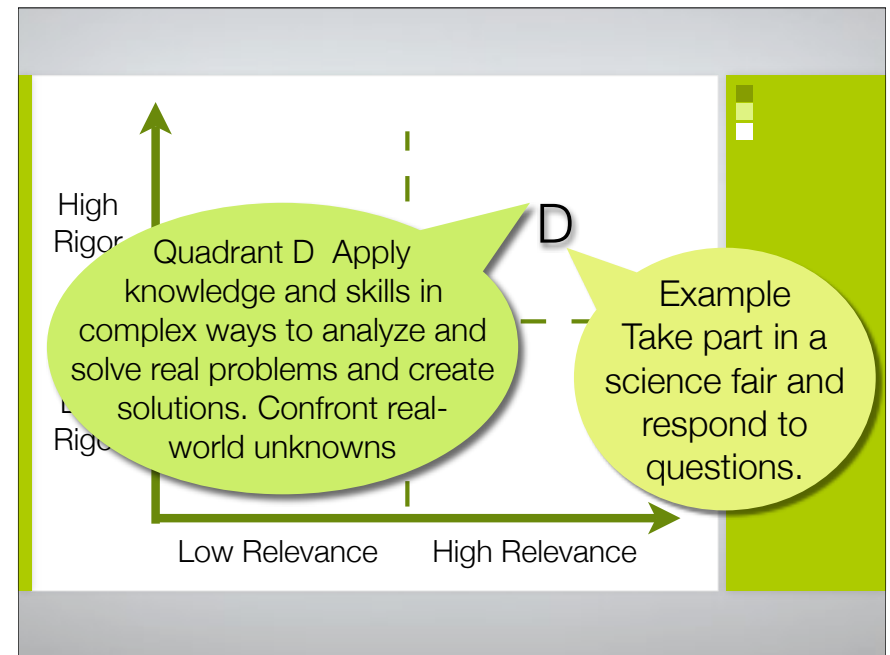 High
Rigor
D
Quadrant D  Apply
knowledge and skills in
complex ways to analyze and
solve real problems and create
solutions. Confront real-
world unknowns
Example
Take part in a
science fair and
respond to
questions.
Low Relevance
High Relevance